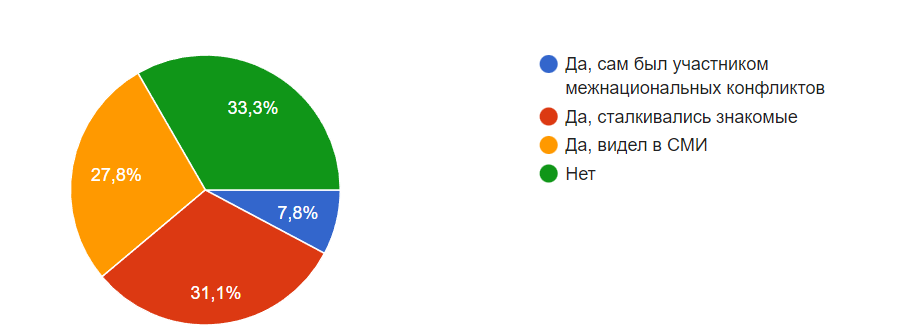 33,3%
27,8%
7,8%
31,1%
Да, сам был участником
межнациональных конфликтов
Да, сталкивались знакомые
Да, видел в СМИ
Нет